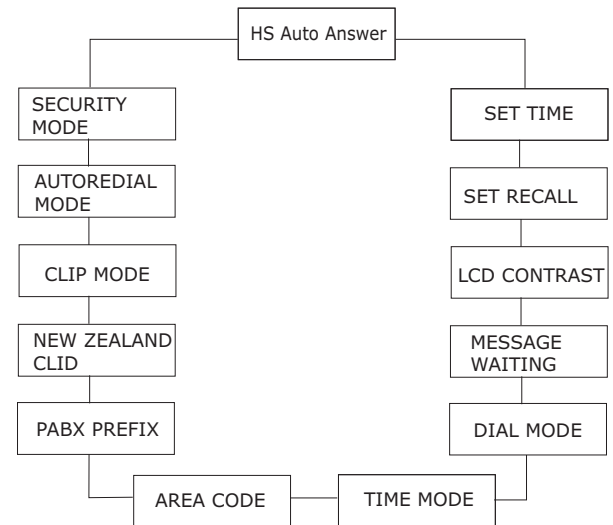 HS Auto Answer
SECURITY
MODE
SET TIME
AUTOREDIAL
MODE
SET RECALL
CLIP MODE
LCD CONTRAST
NEW ZEALAND
CLID
MESSAGE
WAITING
PABX PREFIX
DIAL MODE
AREA CODE
TIME MODE